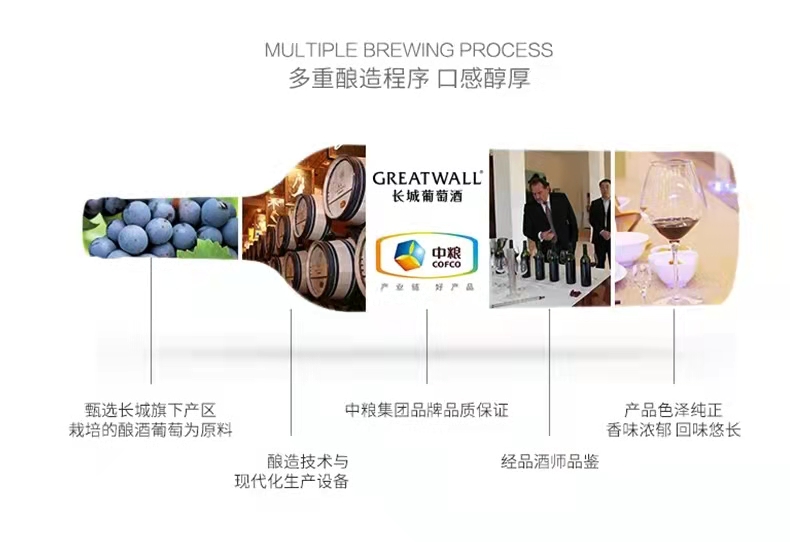 MULTIPLE BREWING PROCESS
多重酿造程序 口感醇厚
GREATWALL®
长城葡萄酒
中粮
COFCO
产业链 好产品
甄选长城旗下产区
栽培的酿酒葡萄为原料
酿造技术与
现代化生产设备
中粮集团品牌品质保证
经品酒师品鉴
产品色泽纯正
香味浓郁 回味悠长